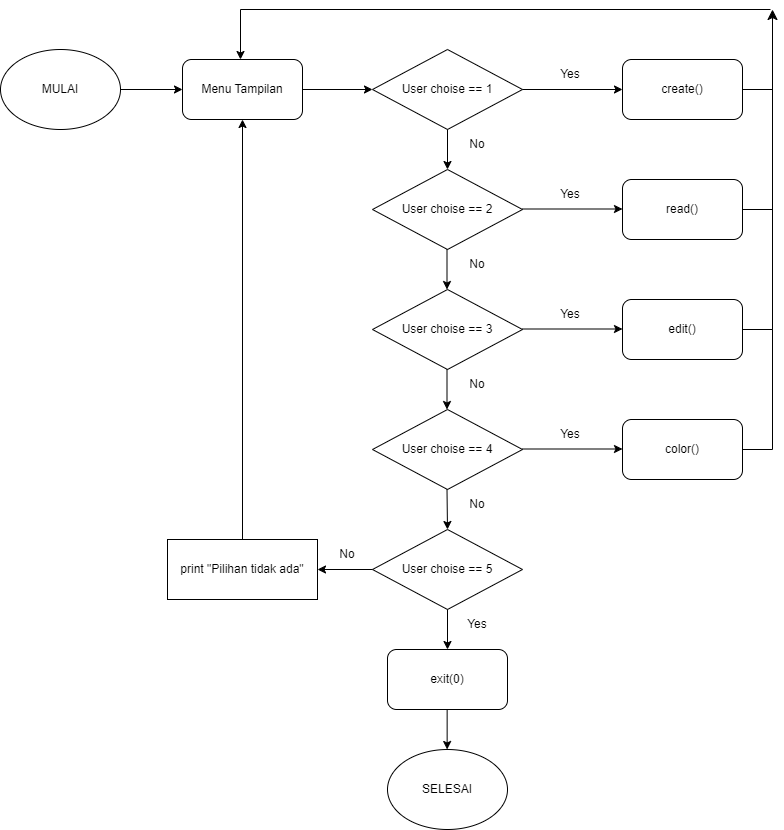 MULAI
Menu Tampilan
User choise == 1
Yes
create()
No
User choise == 2
Yes
read()
No
User choise == 3
Yes
edit()
No
User choise == 4
Yes
color()
No
User choise == 5
No
print "Pilihan tidak ada"
Yes
exit(0)
SELESAI